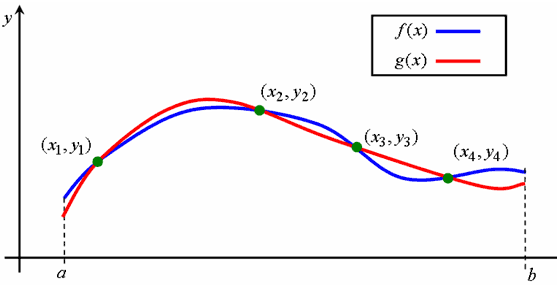 y
f(x)
g(x)
(x₂, y₂)
(x₁, y₁)
(x₃, y₃)
(x₄, y₄)
a
b